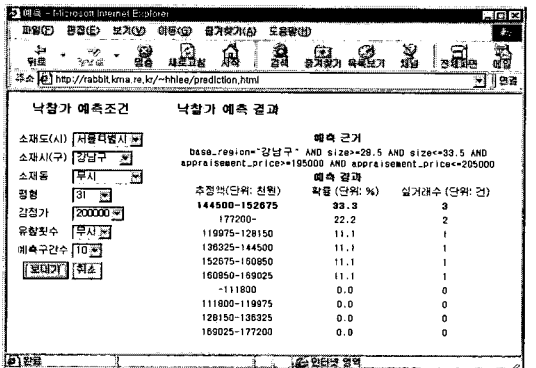 예측 - Microsoft Internet Explorer
파일(F) 편집(E) 보기(V) 이동(G) 즐겨찾기(A) 도움말(H)
뒤로 멈춤 새로고침 시작 검색 즐겨찾기 목록보기 채널 전체화면 메일
주소 http://rabbit.kma.re.kr/~hhlee/prediction.html 연결
낙찰가 예측조건 낙찰가 예측 결과
소재도(시) 서울특별시
소재시(구) 강남구
소재동 무시
평형 31
감정가 200000
유찰횟수 무시
예측구간수 10
보내기 취소
예측 근거
base_region="강남구" AND size>=28.5 AND size<=33.5 AND
appraisement_price>=195000 AND appraisement_price<=205000
예측 결과
추정액(단위: 천원) 확률 (단위: %) 실거래수 (단위: 건)
144500-152675 33.3 3
177200- 22.2 2
119975-128150 11.1 1
136325-144500 11.1 1
152675-160850 11.1 1
160850-169025 11.1 1
-111800 0.0 0
111800-119975 0.0 0
128150-136325 0.0 0
169025-177200 0.0 0
완료 인터넷 영역